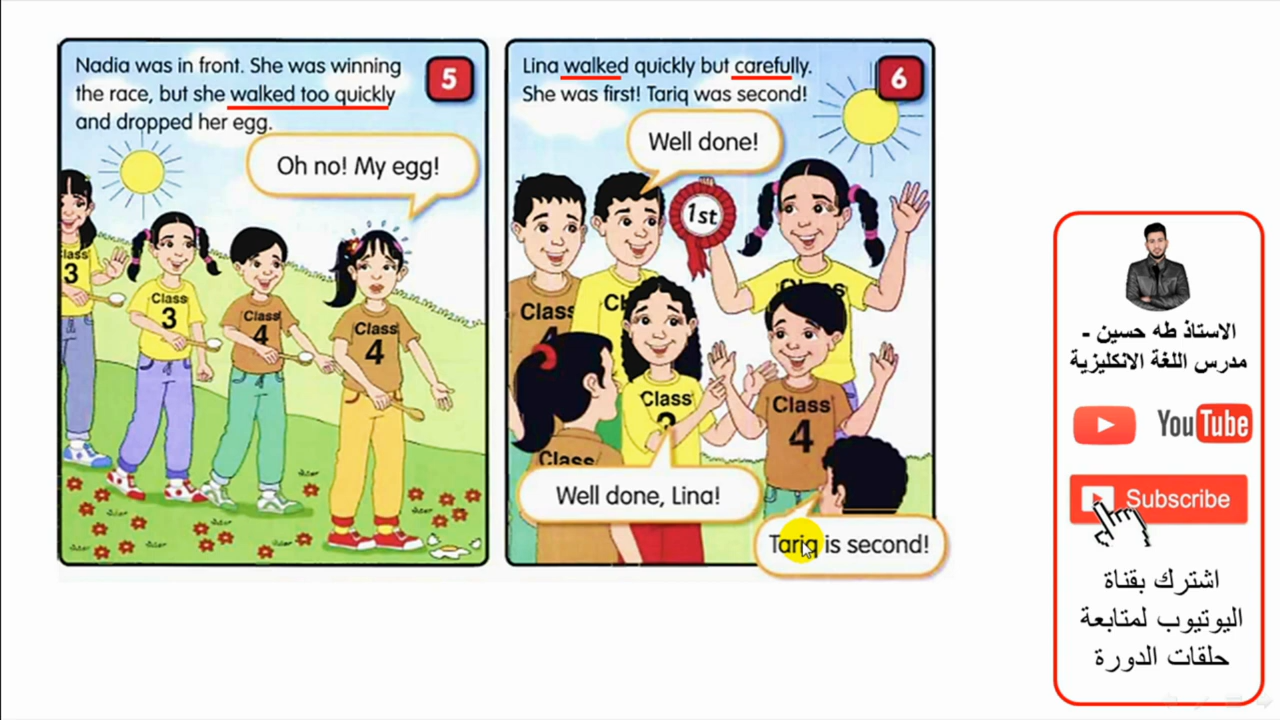 Nadia was in front. She was winning
the race, but she walked too quickly
and dropped her egg.
5
Oh no! My egg!
Class
3
Class
3
Class
4
Class
4
Lina walked quickly but carefully.
She was first! Tariq was second!
6
Well done!
1st
Class
Class
Class
4
Class
Well done, Lina!
Tariq is second!
الاستاذ طه حسين -
مدرس اللغة الانكليزية
YouTube
Subscribe
اشترك بقناة
اليوتيوب لمتابعة
حلقات الدورة